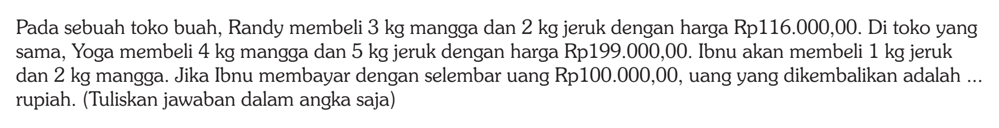 Pada sebuah toko buah, Randy membeli 3 kg mangga dan 2 kg jeruk dengan harga Rp116.000,00. Di toko yang
sama, Yoga membeli 4 kg mangga dan 5 kg jeruk dengan harga Rp199.000,00. Ibnu akan membeli 1 kg jeruk
dan 2 kg mangga. Jika Ibnu membayar dengan selembar uang Rp100.000,00, uang yang dikembalikan adalah ...
rupiah. (Tuliskan jawaban dalam angka saja)